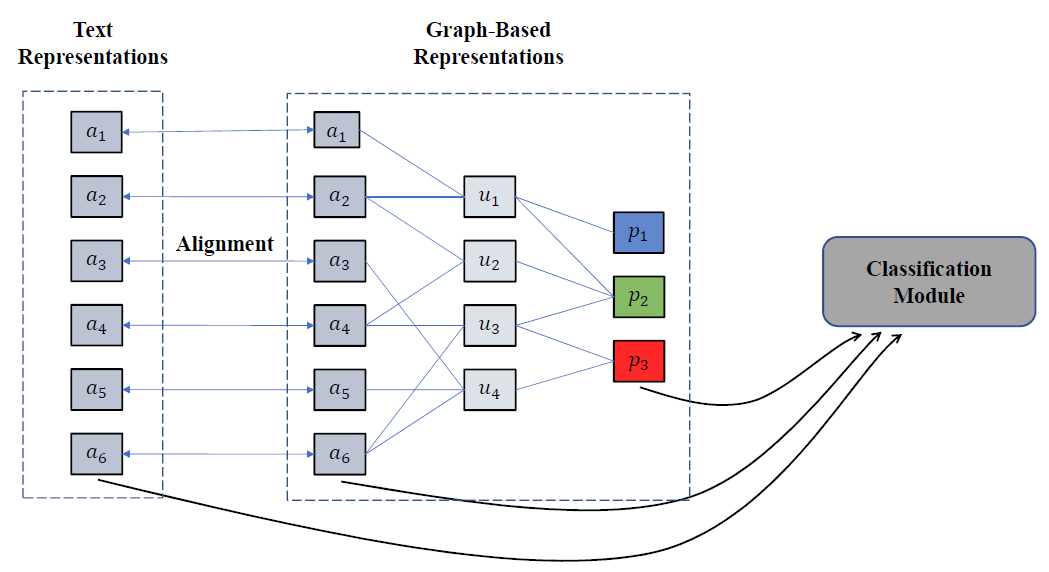 Text
Representations
Graph-Based
Representations
a₁
a₁
a₂
a₂
u₁
p₁
Alignment
a₃
a₃
u₂
Classification
Module
p₂
a₄
a₄
u₃
p₃
a₅
a₅
u₄
a₆
a₆